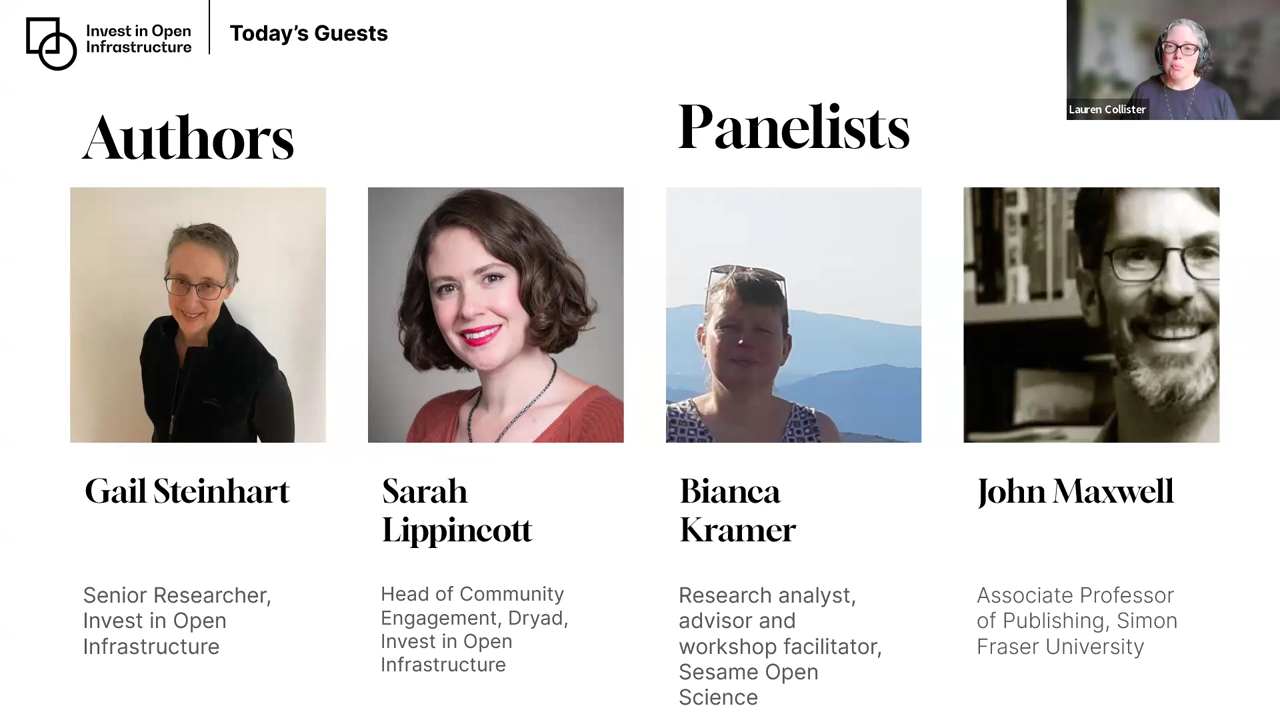 Invest in Open
Infrastructure
Today's Guests
Lauren Collister
Authors
Panelists
Gail Steinhart
Senior Researcher,
Invest in Open
Infrastructure
Sarah
Lippincott
Head of Community
Engagement, Dryad,
Invest in Open
Infrastructure
Bianca
Kramer
Research analyst,
advisor and
workshop facilitator,
Sesame Open
Science
John Maxwell
Associate Professor
of Publishing, Simon
Fraser University